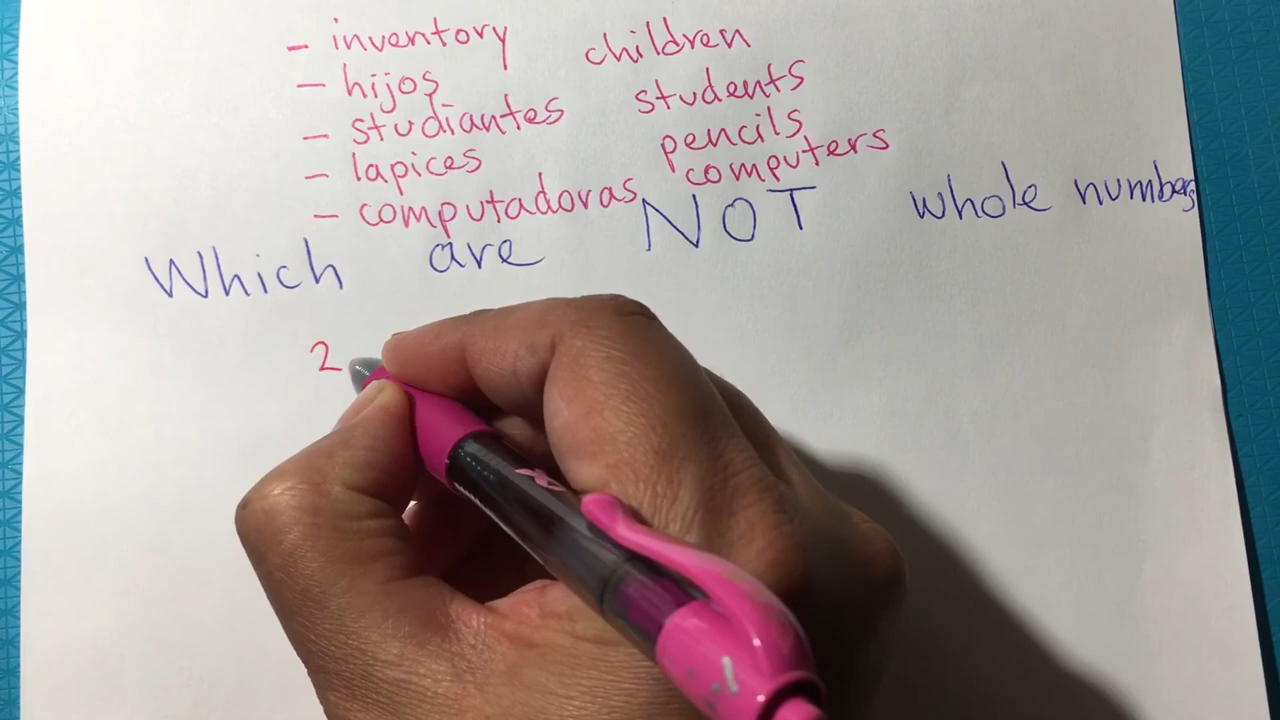 - inventory
- hijos children
- studiantes students
- lapices pencils
- computadoras computers
Which are NOT whole numbers
2